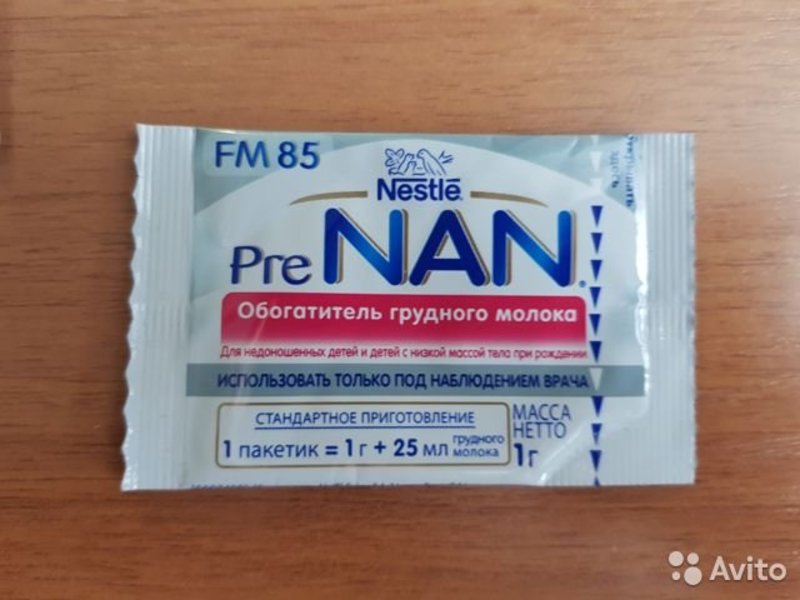 FM 85
Nestlé
Pre NAN
Обогатитель грудного молока
Для недоношенных детей и детей с низкой массой тела при рождении
ИСПОЛЬЗОВАТЬ ТОЛЬКО ПОД НАБЛЮДЕНИЕМ ВРАЧА
СТАНДАРТНОЕ ПРИГОТОВЛЕНИЕ
1 пакетик = 1 г + 25 мл грудного молока
МАССА
НЕТТО
1г
Avito